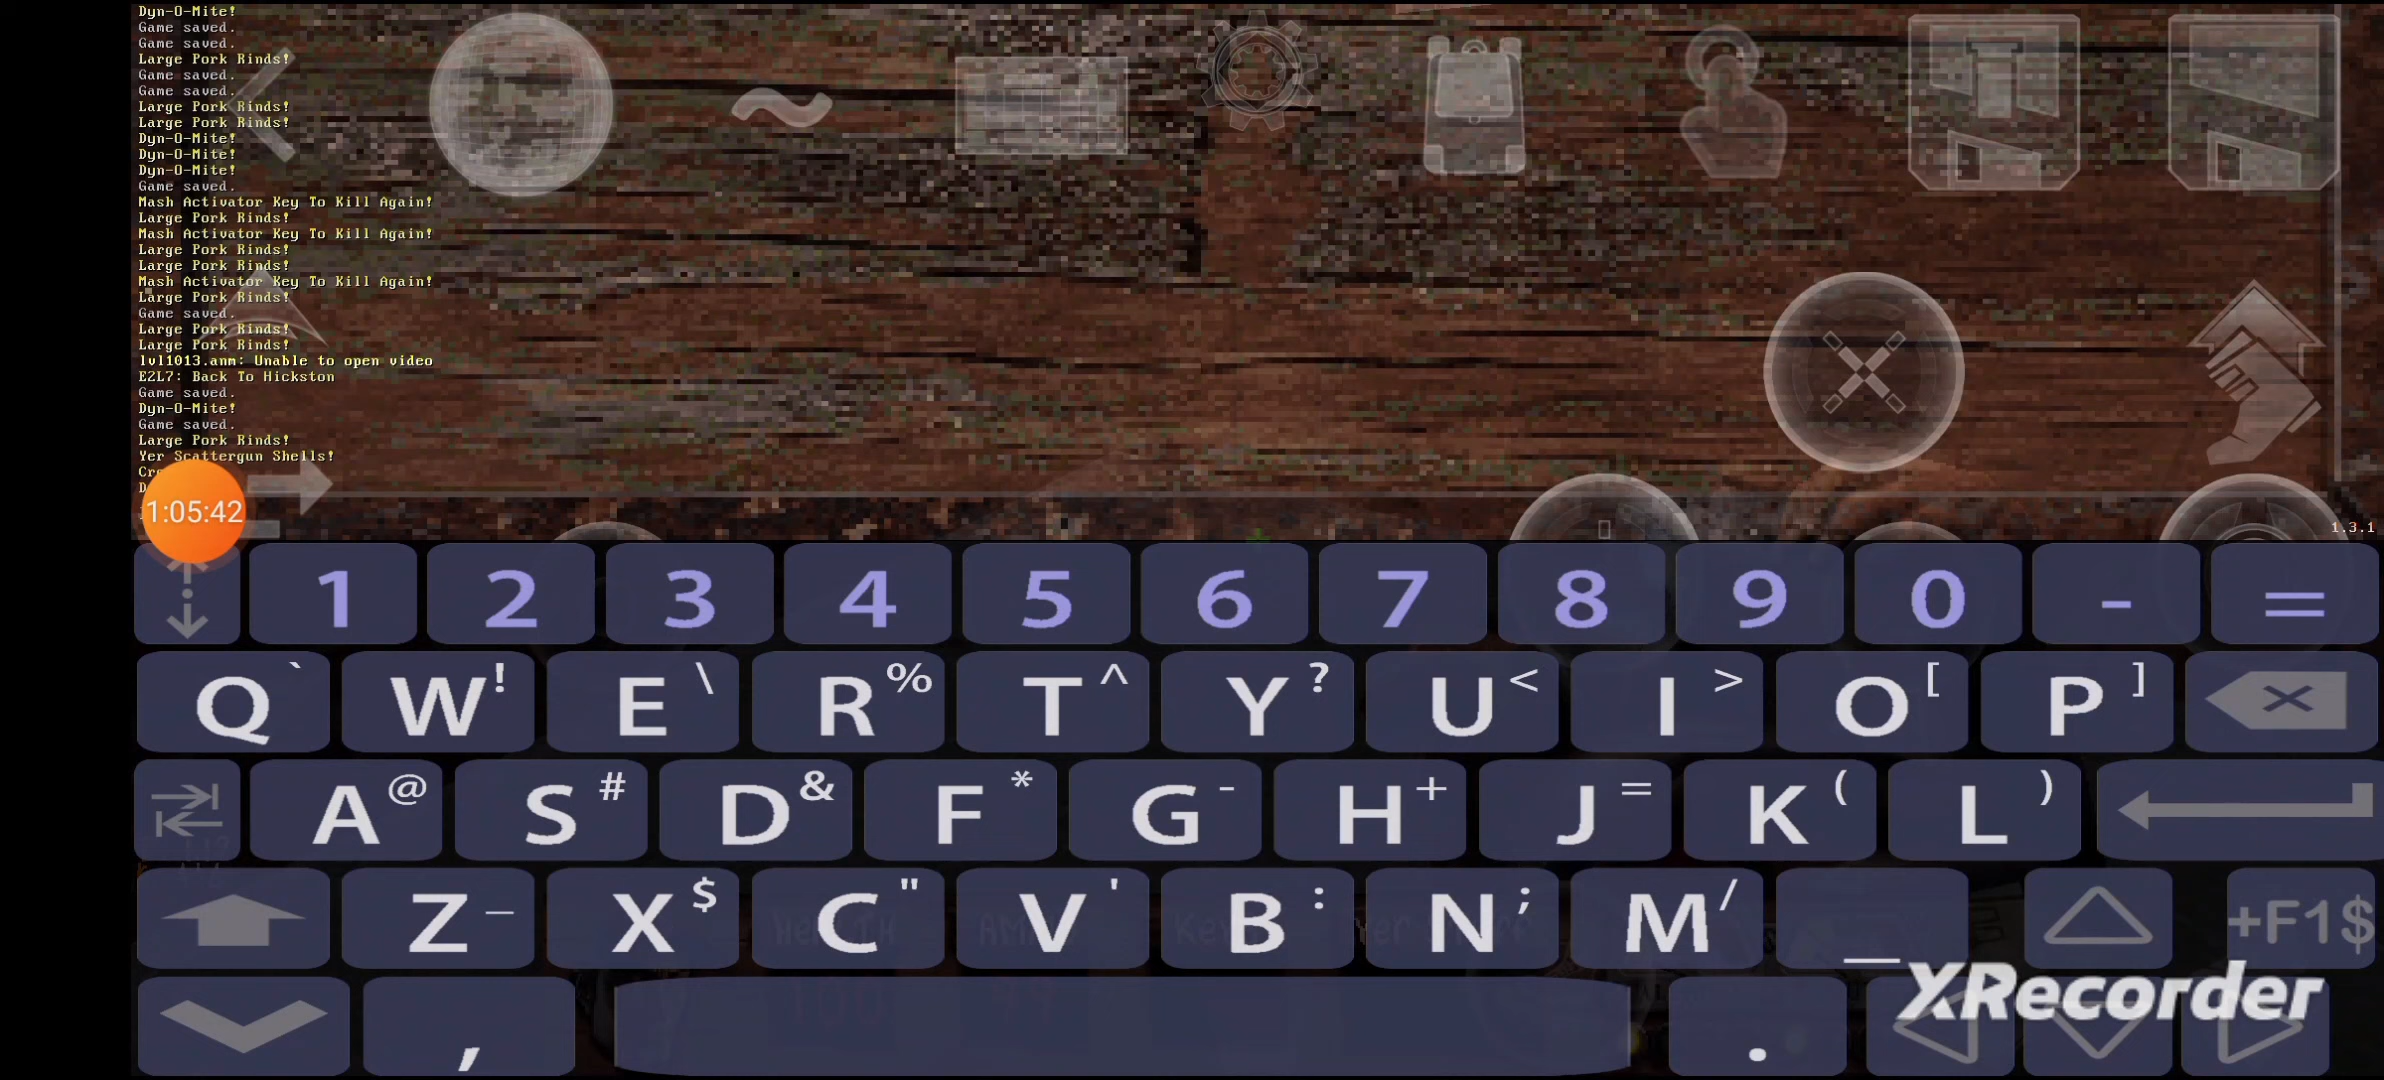 Dyn-O-Mite!
Game saved.
Game saved.
Large Pork Rinds!
Game saved.
Game saved.
Large Pork Rinds!
Large Pork Rinds!
Dyn-O-Mite!
Dyn-O-Mite!
Dyn-O-Mite!
Game saved.
Mash Activator Key To Kill Again!
Large Pork Rinds!
Mash Activator Key To Kill Again!
Large Pork Rinds!
Large Pork Rinds!
Mash Activator Key To Kill Again!
Large Pork Rinds!
Game saved.
Large Pork Rinds!
Large Pork Rinds!
lvl1013.anm: Unable to open video
E2L7: Back To Hickston
Game saved.
Dyn-O-Mite!
Game saved.
Large Pork Rinds!
Yer Scattergun Shells!
1:05:42
1.3.1
1 2 3 4 5 6 7 8 9 0 - =
Q ` W ! E \ R % T ^ Y ? U < I > O [ P ]
A @ S # D & F * G - H + J = K ( L )
Z _ X $ C " V ' B : N ; M / _ +F1$
, .
XRecorder